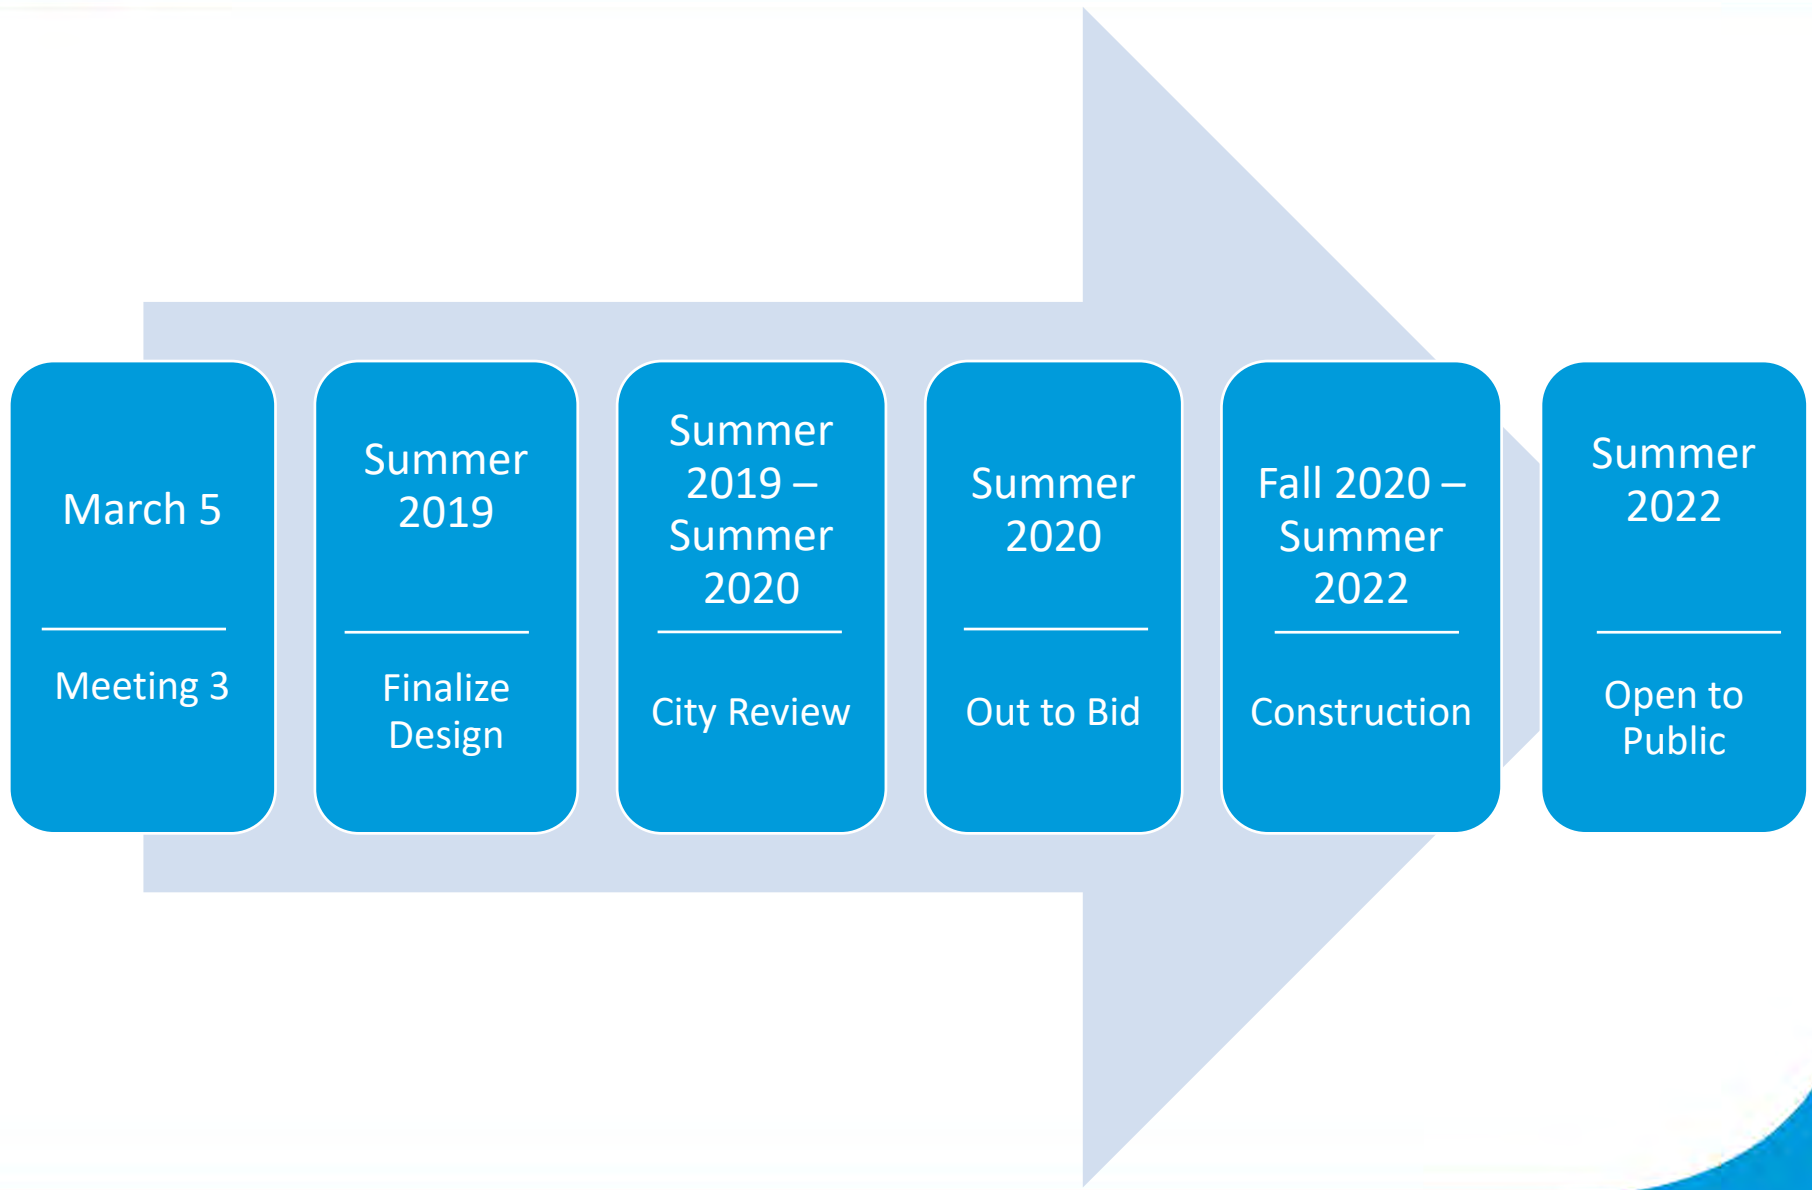 March 5
Meeting 3
Summer
2019
Finalize
Design
Summer
2019 –
Summer
2020
City Review
Summer
2020
Out to Bid
Fall 2020 –
Summer
2022
Construction
Summer
2022
Open to
Public